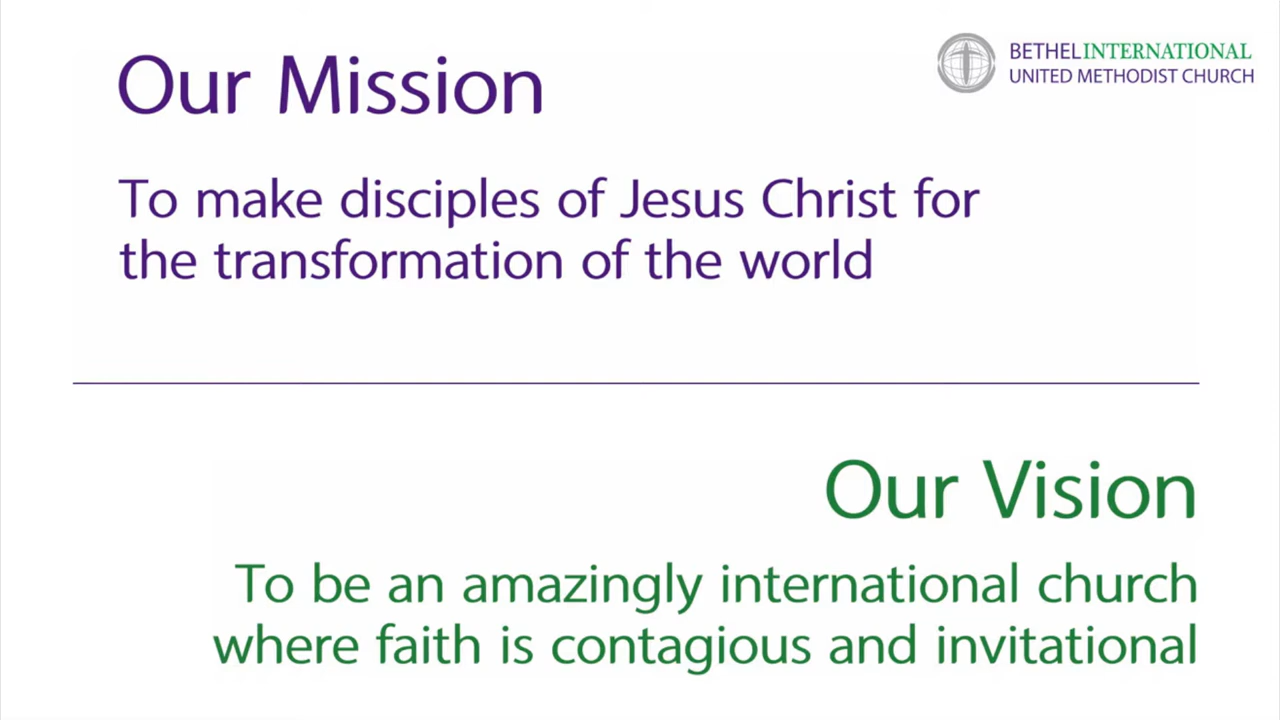 BETHELINTERNATIONAL
UNITED METHODIST CHURCH
Our Mission
To make disciples of Jesus Christ for
the transformation of the world
Our Vision
To be an amazingly international church
where faith is contagious and invitational